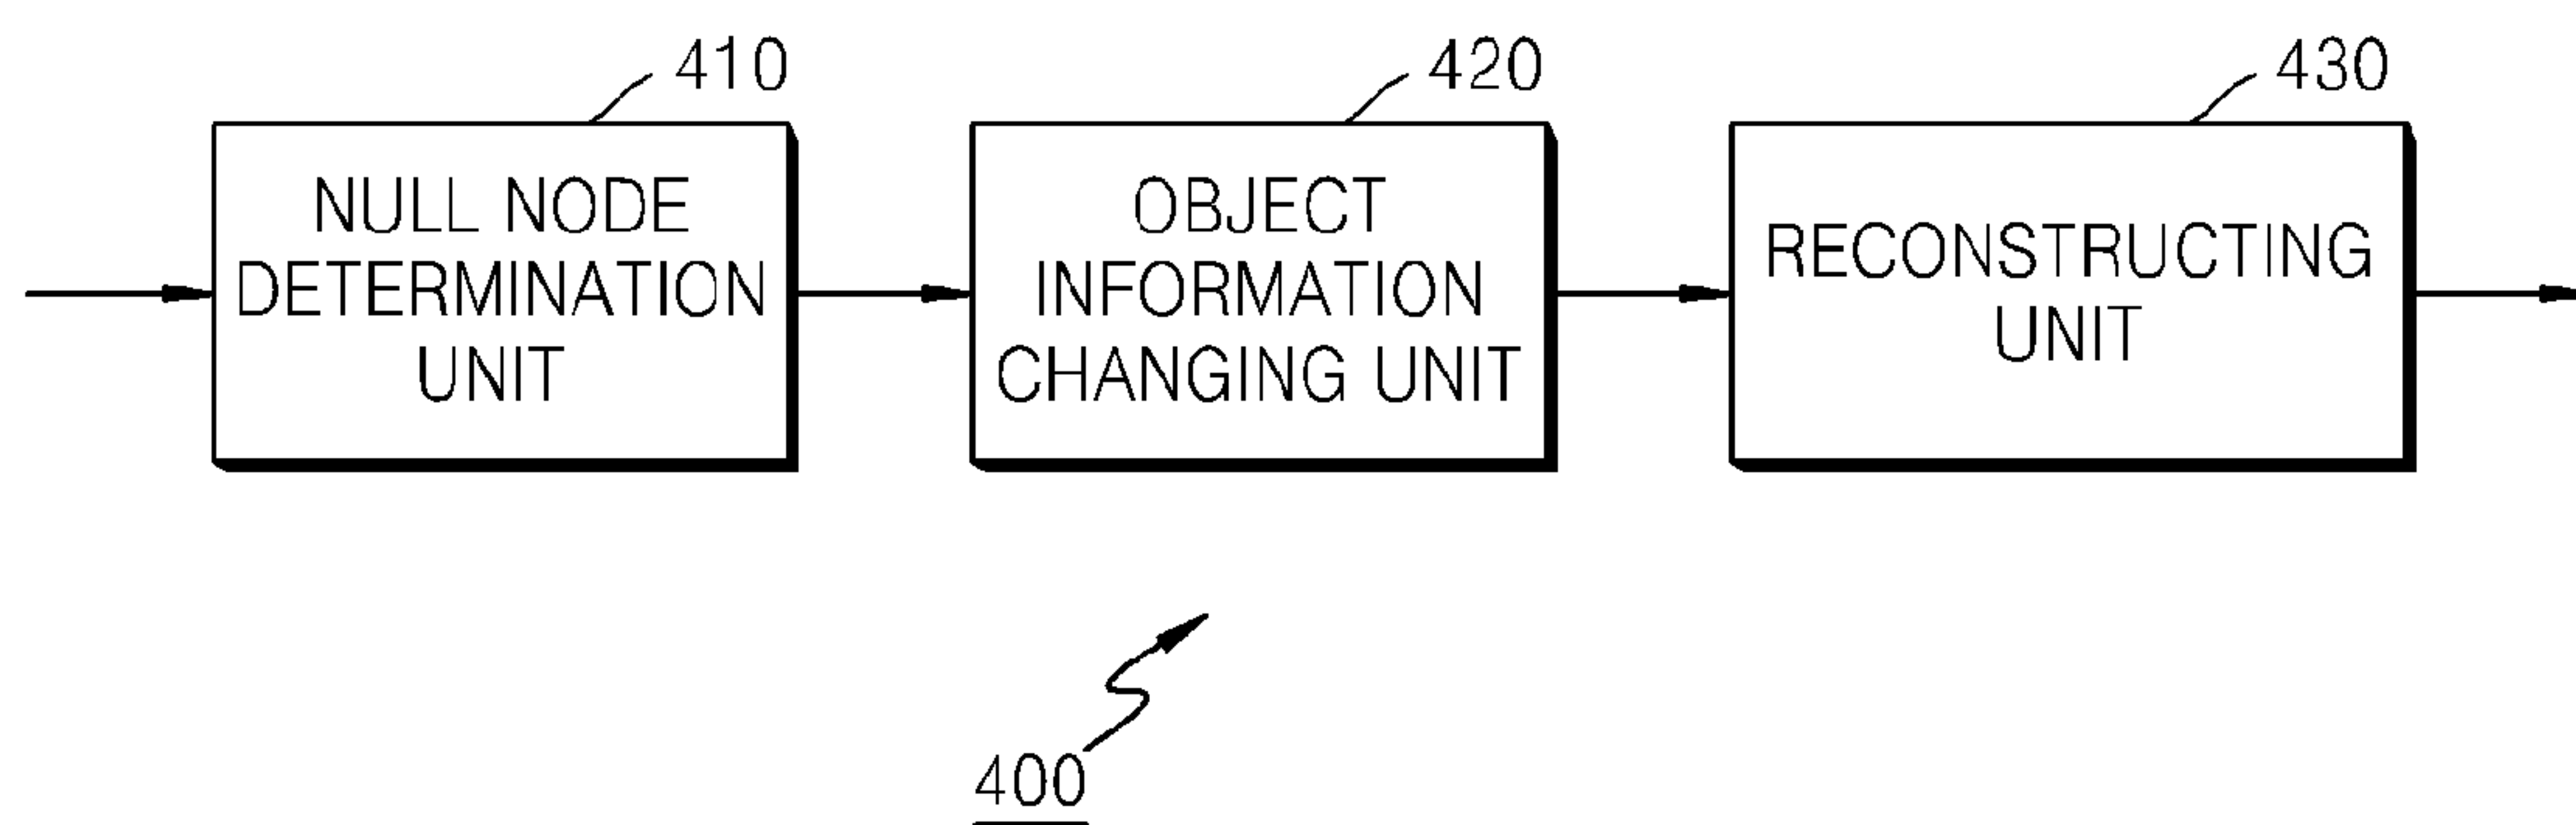 410
420
430
NULL NODE
DETERMINATION
UNIT
OBJECT
INFORMATION
CHANGING UNIT
RECONSTRUCTING
UNIT
400